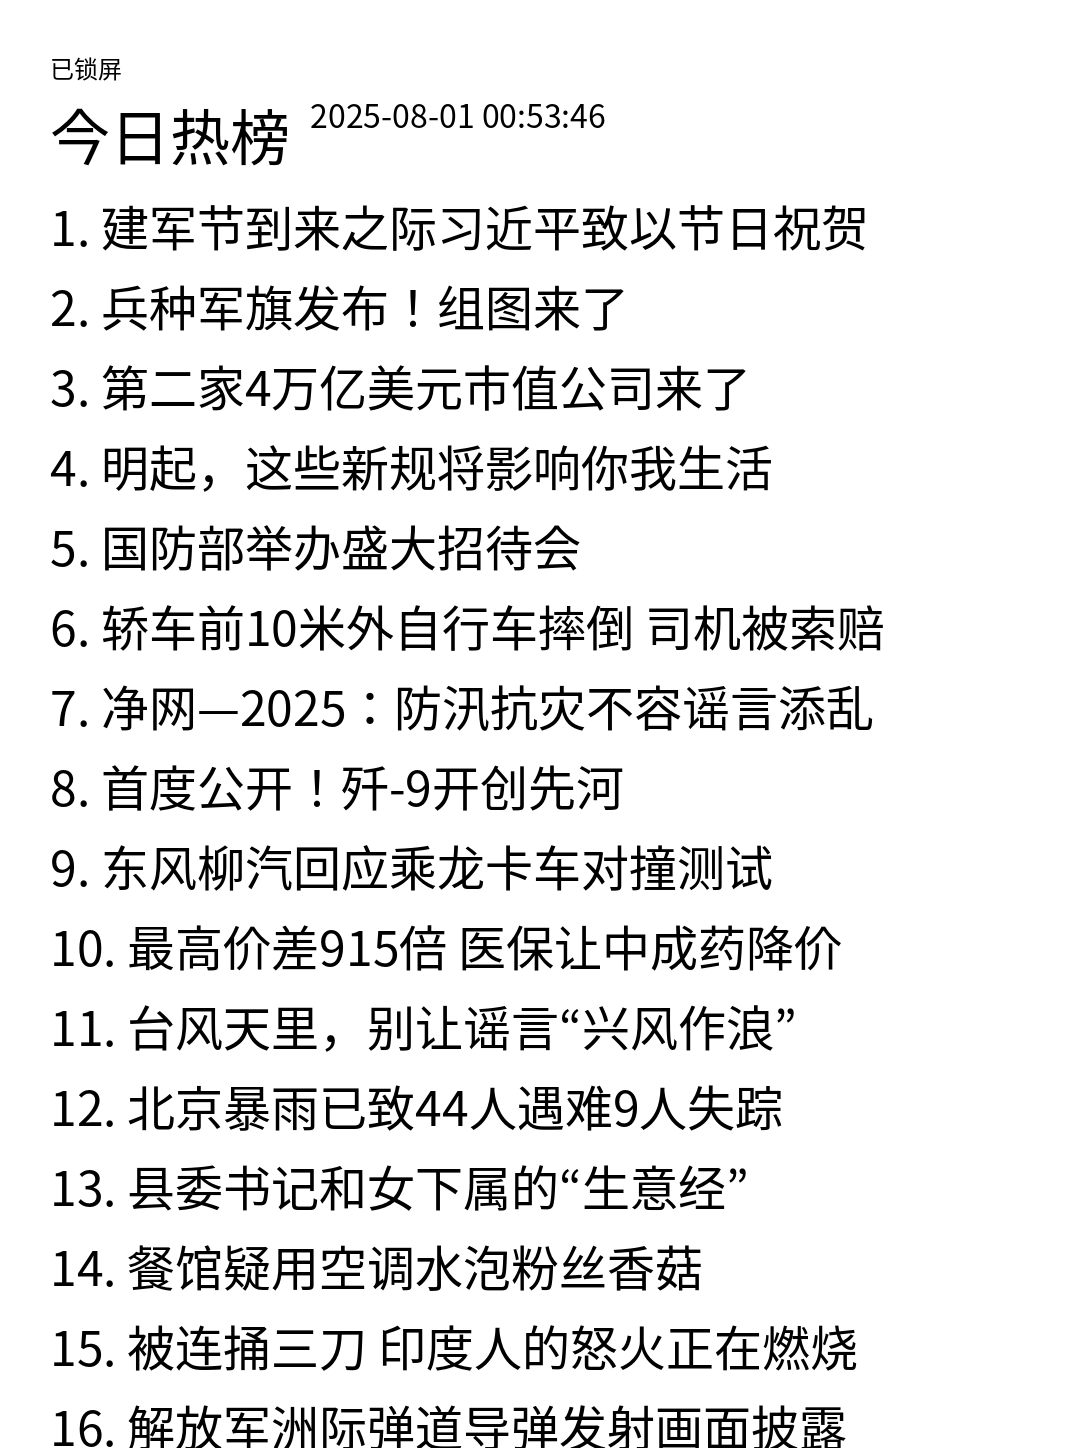 已锁屏
今日热榜 2025-08-01 00:53:46
1. 建军节到来之际习近平致以节日祝贺
2. 兵种军旗发布！组图来了
3. 第二家4万亿美元市值公司来了
4. 明起，这些新规将影响你我生活
5. 国防部举办盛大招待会
6. 轿车前10米外自行车摔倒 司机被索赔
7. 净网—2025：防汛抗灾不容谣言添乱
8. 首度公开！歼-9开创先河
9. 东风柳汽回应乘龙卡车对撞测试
10. 最高价差915倍 医保让中成药降价
11. 台风天里，别让谣言“兴风作浪”
12. 北京暴雨已致44人遇难9人失踪
13. 县委书记和女下属的“生意经”
14. 餐馆疑用空调水泡粉丝香菇
15. 被连捅三刀 印度人的怒火正在燃烧
16. 解放军洲际弹道导弹发射画面披露